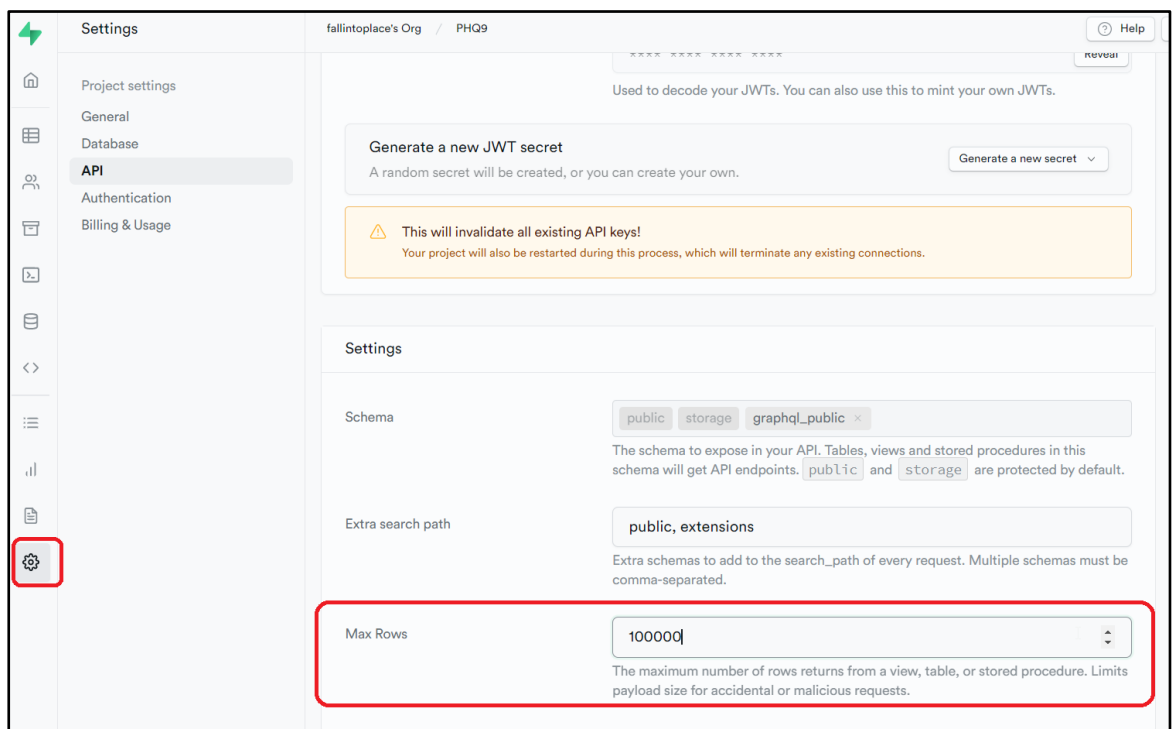 Settings
fallintoplace's Org / PHQ9
Help
**** **** **** ****
Reveal
Project settings
General
Database
API
Authentication
Billing & Usage
Used to decode your JWTs. You can also use this to mint your own JWTs.
Generate a new JWT secret
A random secret will be created, or you can create your own.
Generate a new secret
This will invalidate all existing API keys!
Your project will also be restarted during this process, which will terminate any existing connections.
Settings
Schema
public storage graphql_public ×
The schema to expose in your API. Tables, views and stored procedures in this
schema will get API endpoints. public and storage are protected by default.
Extra search path
public, extensions
Extra schemas to add to the search_path of every request. Multiple schemas must be
comma-separated.
Max Rows
100000
The maximum number of rows returns from a view, table, or stored procedure. Limits
payload size for accidental or malicious requests.